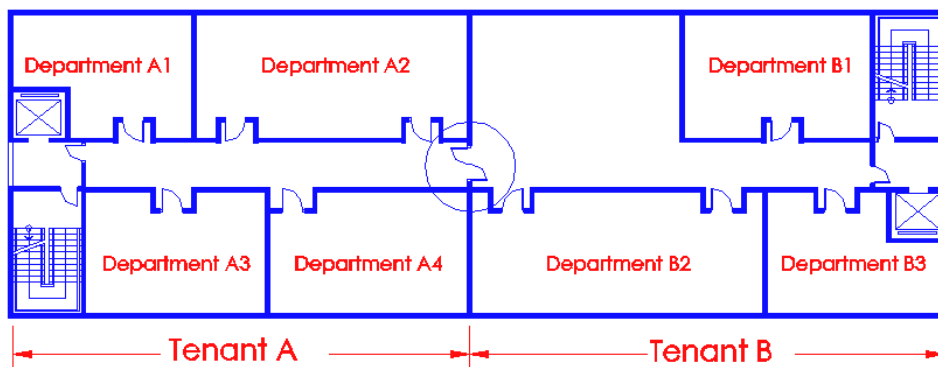 Department A1
Department A2
Department B1
Department A3
Department A4
Department B2
Department B3
Tenant A
Tenant B